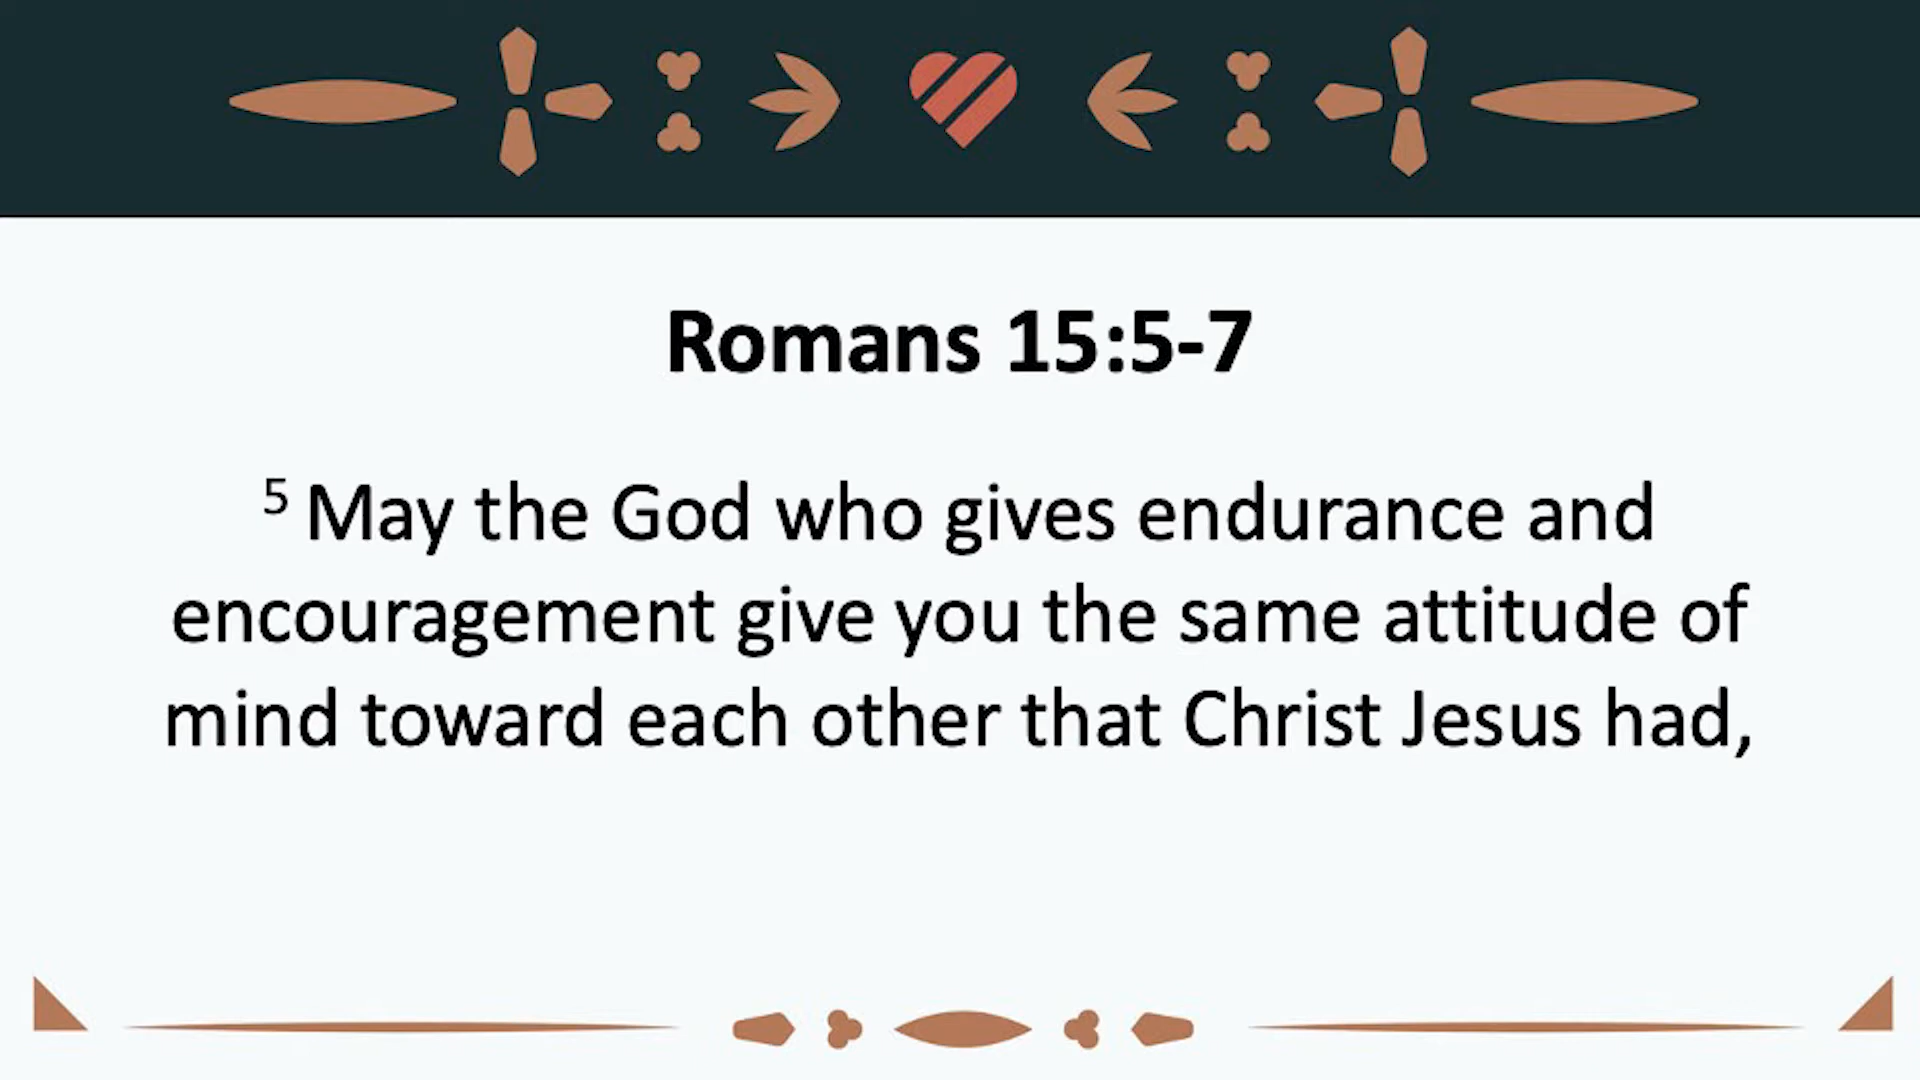 Romans 15:5-7
5 May the God who gives endurance and
encouragement give you the same attitude of
mind toward each other that Christ Jesus had,